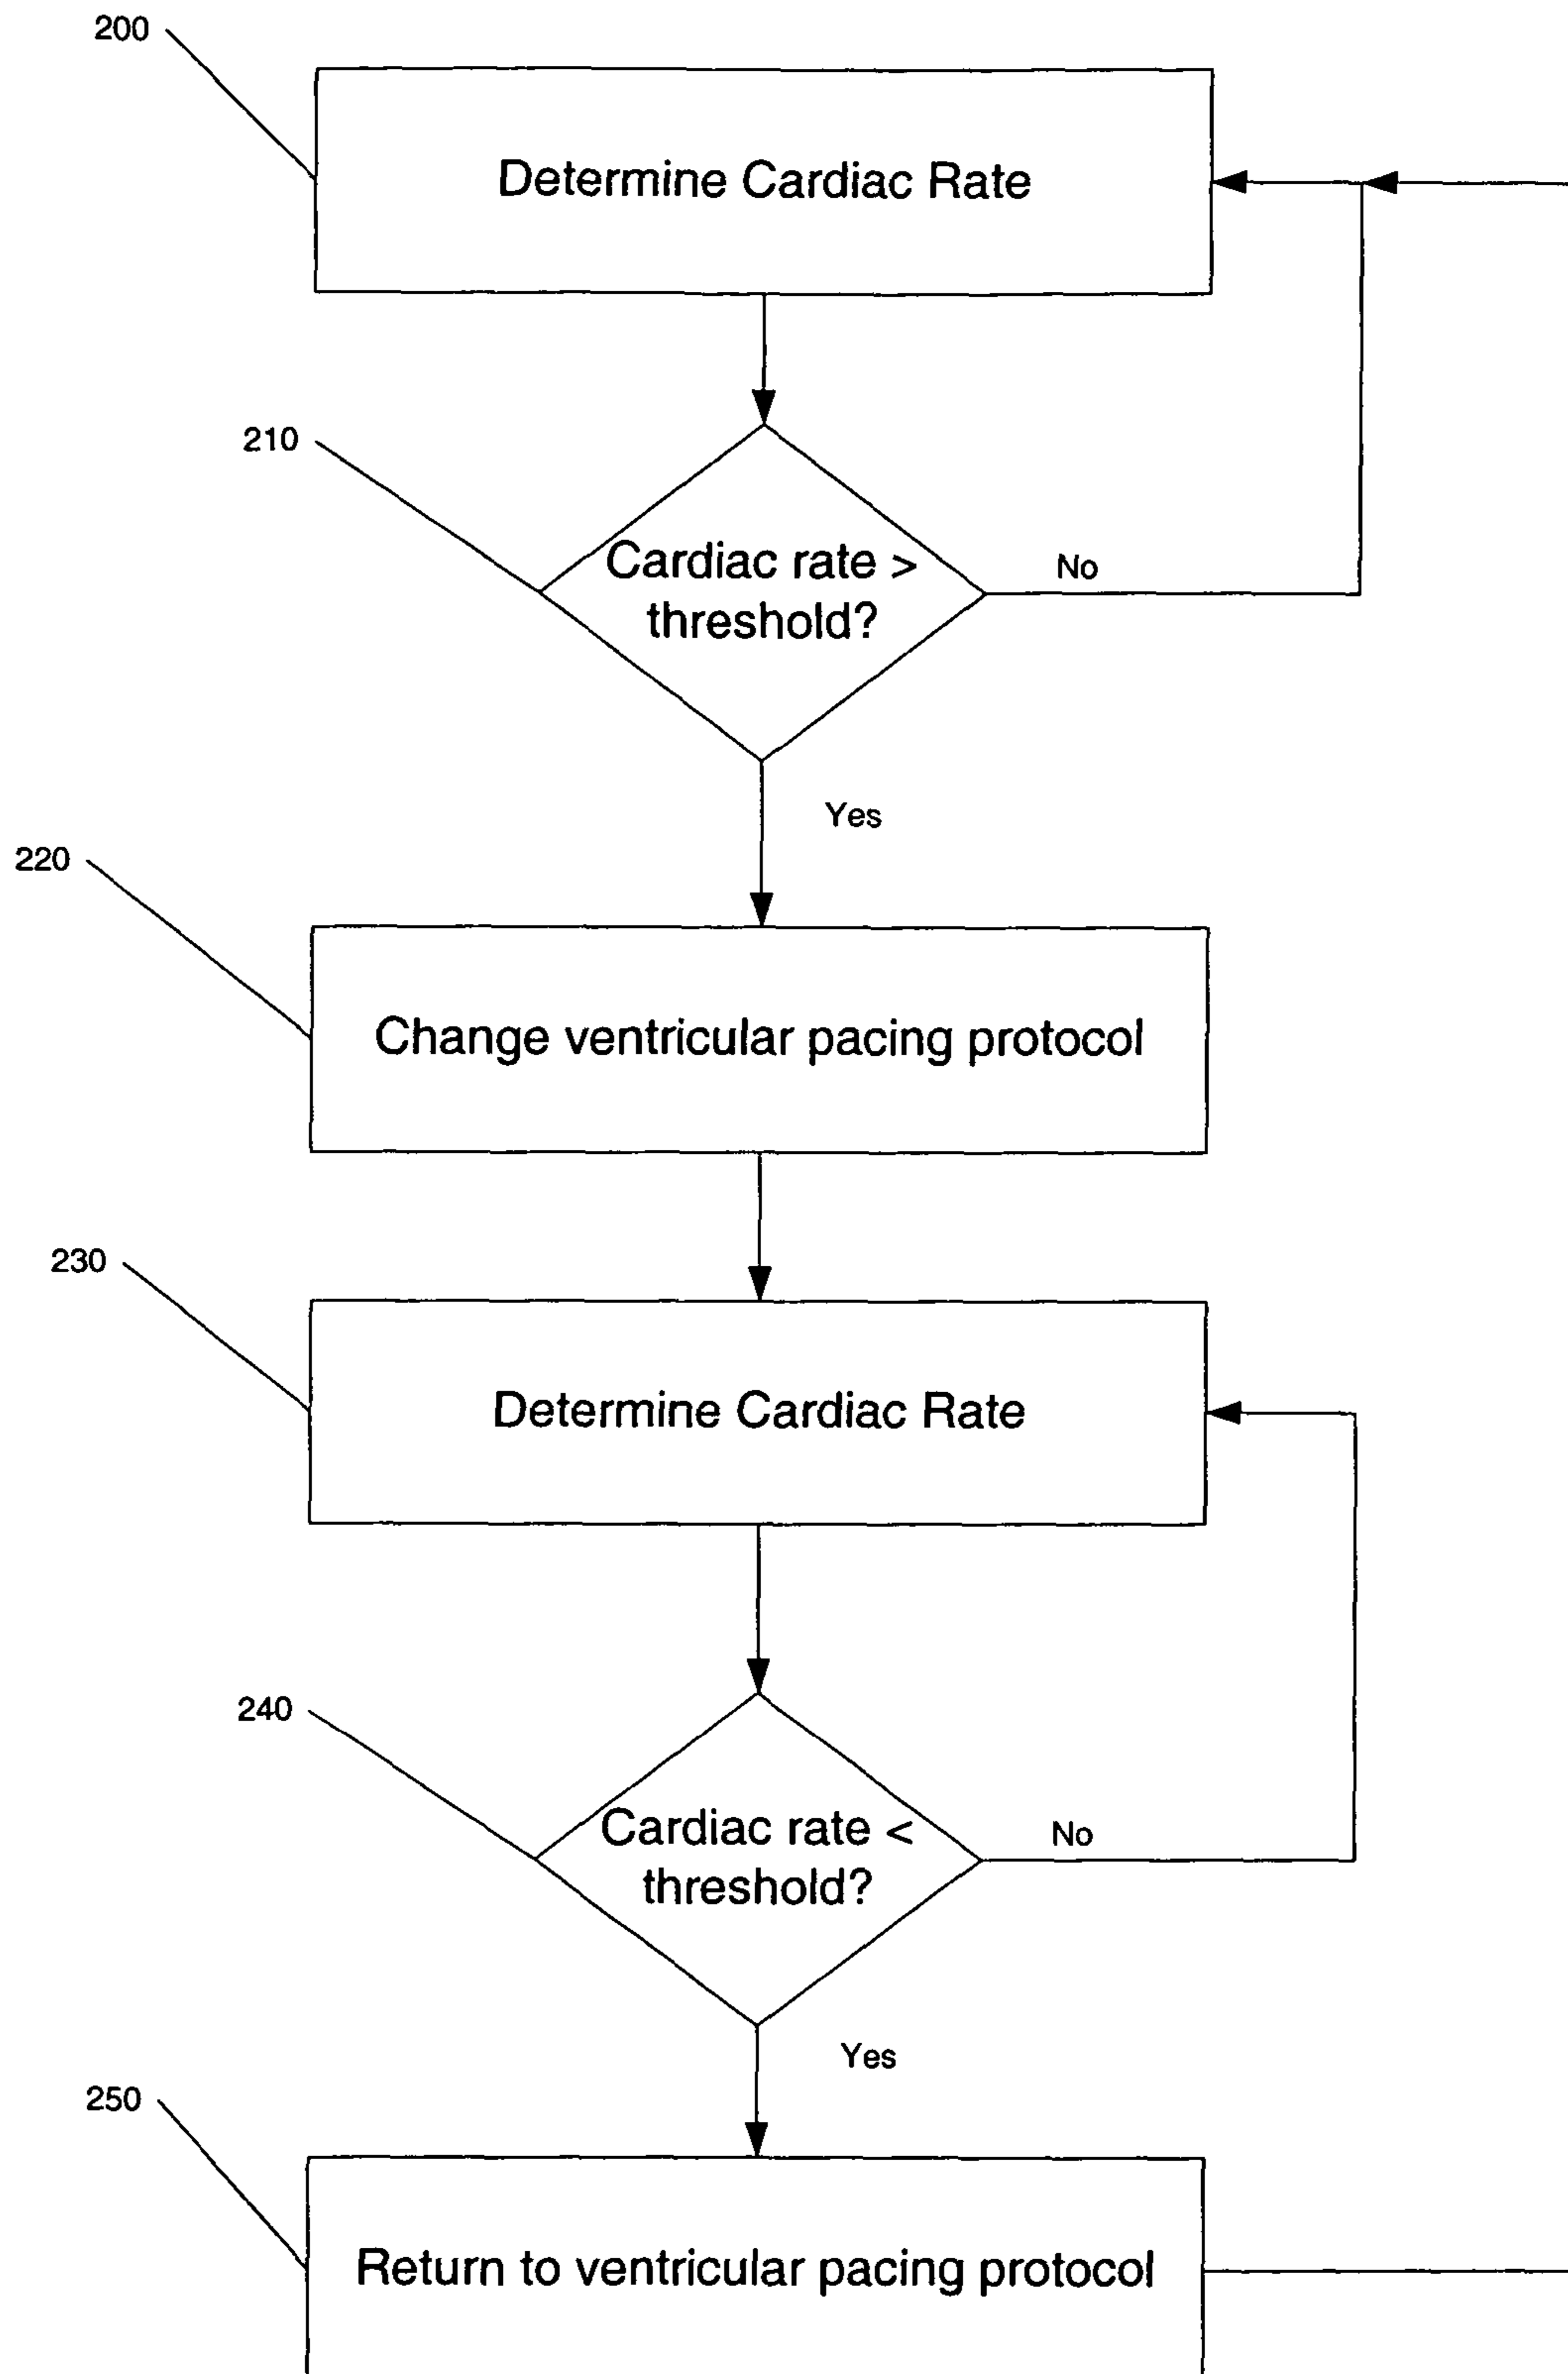 200
Determine Cardiac Rate
210
Cardiac rate >
threshold?
No
Yes
220
Change ventricular pacing protocol
230
Determine Cardiac Rate
240
Cardiac rate <
threshold?
No
Yes
250
Return to ventricular pacing protocol